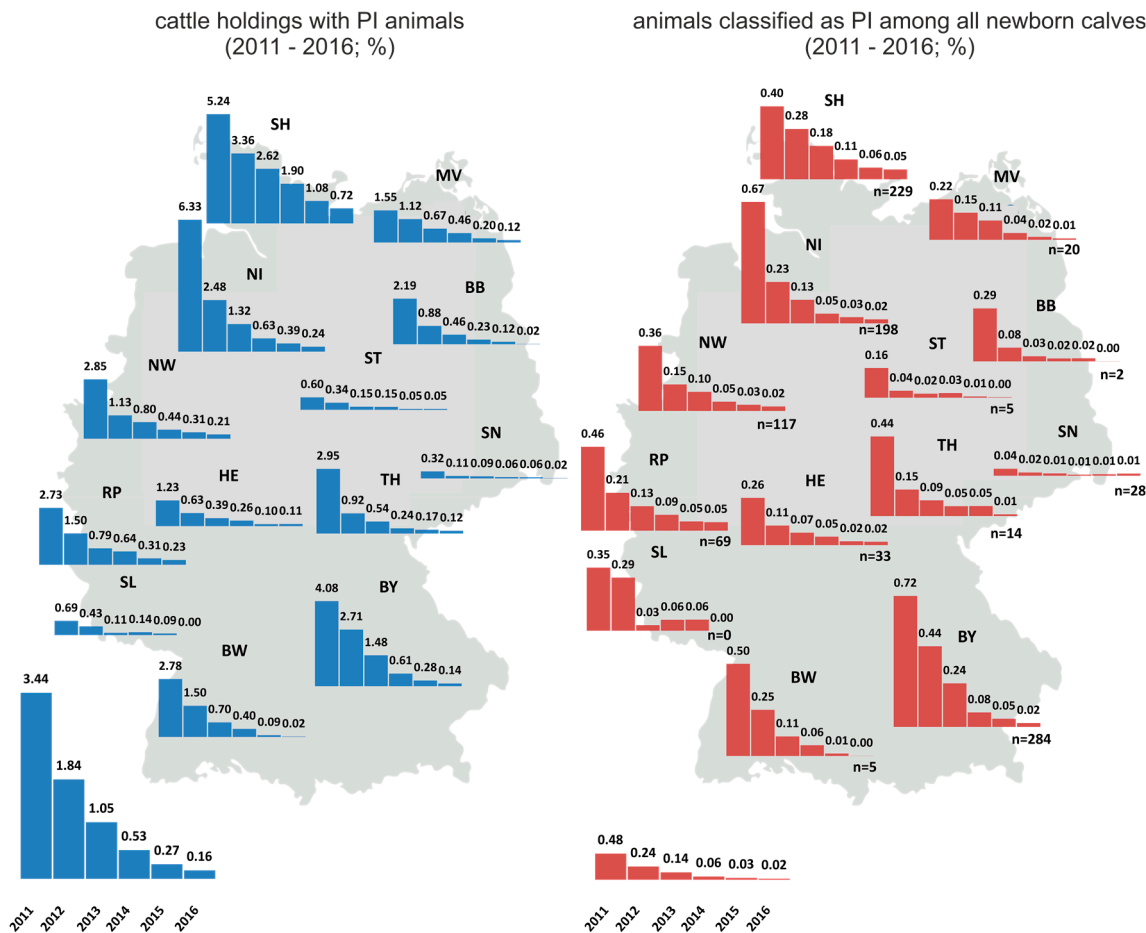 cattle holdings with PI animals
(2011 - 2016; %)
5.24 3.36 2.62 1.90 1.08 0.72
SH
MV
1.55 1.12 0.67 0.46 0.20 0.12
6.33 2.48 1.32 0.63 0.39 0.24
NI
BB
2.19 0.88 0.46 0.23 0.12 0.02
NW
2.85 1.13 0.80 0.44 0.31 0.21
ST
0.60 0.34 0.15 0.15 0.05 0.05
SN
0.32 0.11 0.09 0.06 0.06 0.02
HE
1.23 0.63 0.39 0.26 0.10 0.11
TH
2.95 0.92 0.54 0.24 0.17 0.12
RP
2.73 1.50 0.79 0.64 0.31 0.23
SL
0.69 0.43 0.11 0.14 0.09 0.00
BY
4.08 2.71 1.48 0.61 0.28 0.14
BW
2.78 1.50 0.70 0.40 0.09 0.02
3.44 1.84 1.05 0.53 0.27 0.16
2011 2012 2013 2014 2015 2016
animals classified as PI among all newborn calves
(2011 - 2016; %)
SH
0.40 0.28 0.18 0.11 0.06 0.05
n=229
MV
0.22 0.15 0.11 0.04 0.02 0.01
n=20
NI
0.67 0.23 0.13 0.05 0.03 0.02
n=198
BB
0.29 0.08 0.03 0.02 0.02 0.00
n=2
NW
0.36 0.15 0.10 0.05 0.03 0.02
n=117
ST
0.16 0.04 0.02 0.03 0.01 0.00
n=5
SN
0.04 0.02 0.01 0.01 0.01 0.01
n=28
TH
0.44 0.15 0.09 0.05 0.05 0.01
n=14
RP
0.46 0.21 0.13 0.09 0.05 0.05
n=69
HE
0.26 0.11 0.07 0.05 0.02 0.02
n=33
SL
0.35 0.29 0.03 0.06 0.06 0.00
n=0
BY
0.72 0.44 0.24 0.08 0.05 0.02
n=284
BW
0.50 0.25 0.11 0.06 0.01 0.00
n=5
0.48 0.24 0.14 0.06 0.03 0.02
2011 2012 2013 2014 2015 2016